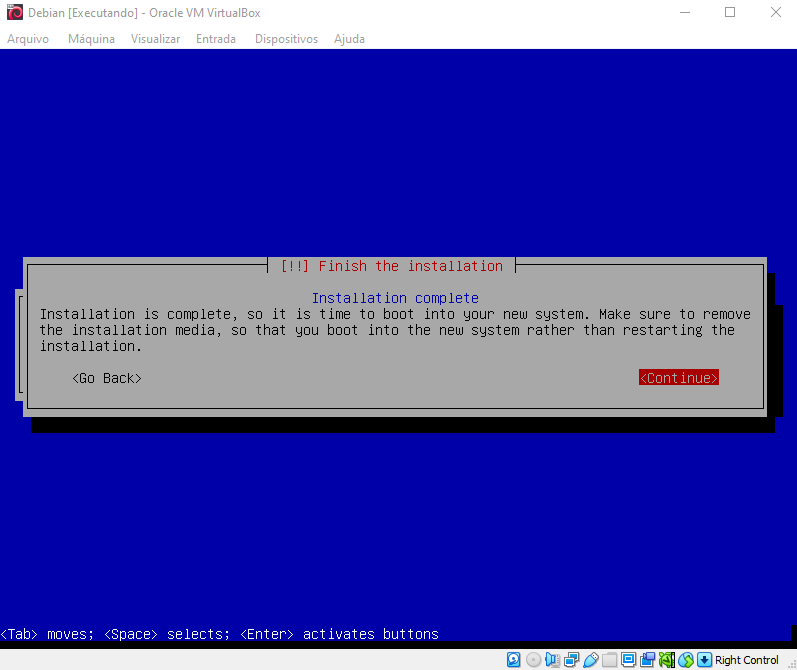 Debian [Executando] - Oracle VM VirtualBox
Arquivo Máquina Visualizar Entrada Dispositivos Ajuda
[!!] Finish the installation
Installation complete
Installation is complete, so it is time to boot into your new system. Make sure to remove
the installation media, so that you boot into the new system rather than restarting the
installation.
<Go Back> <Continue>
<Tab> moves; <Space> selects; <Enter> activates buttons
Right Control